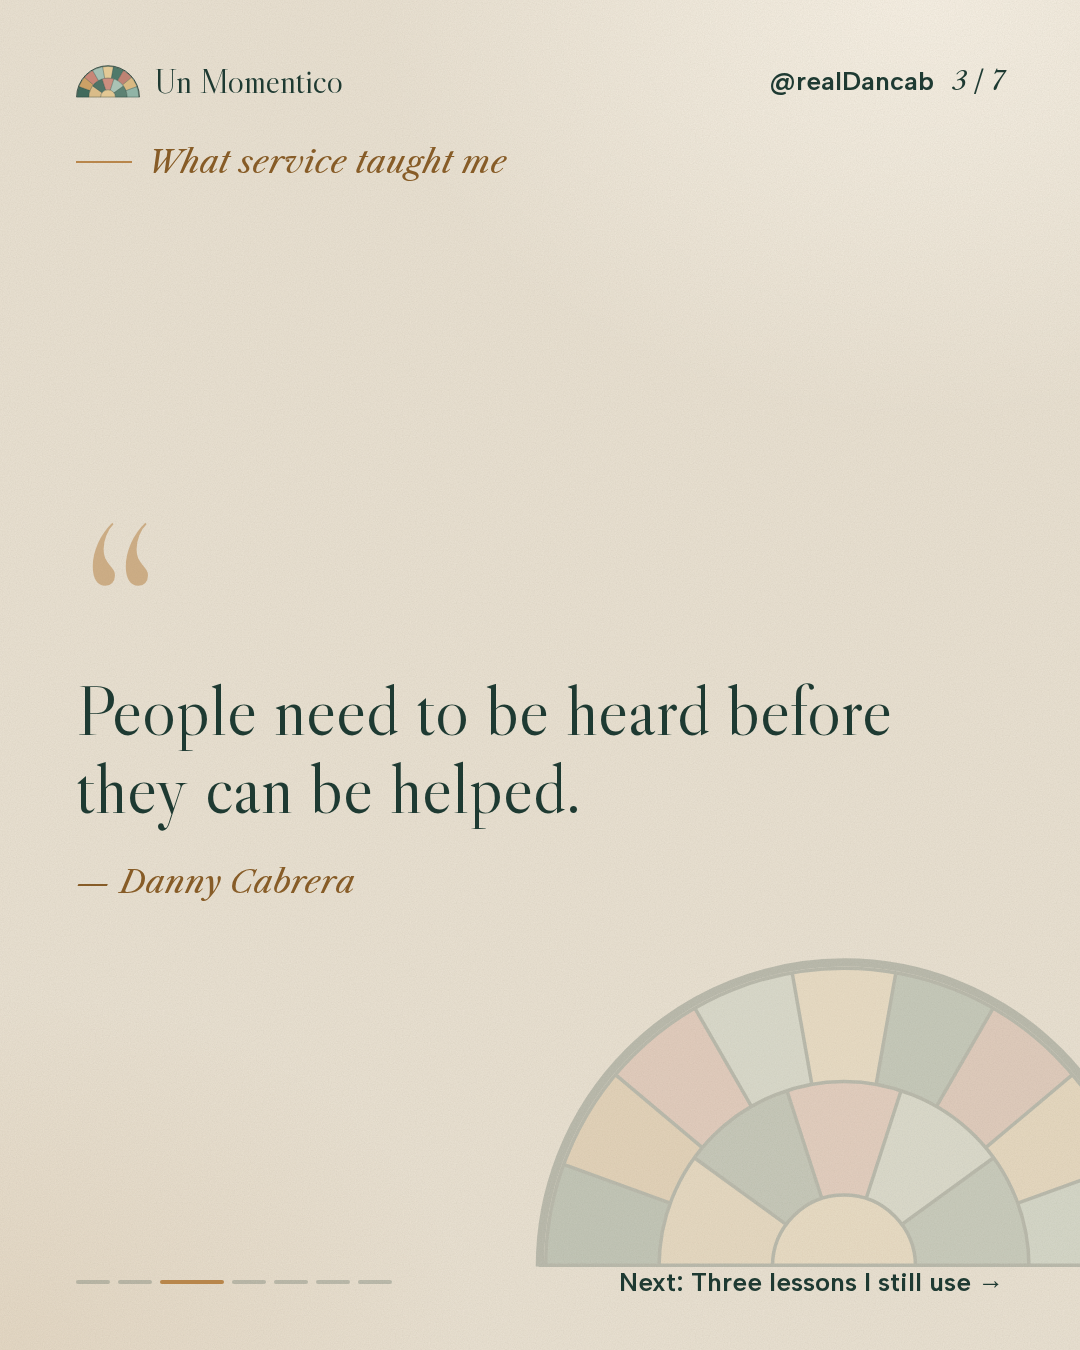 Un Momentico
@realDancab 3 / 7
What service taught me
“
People need to be heard before
they can be helped.
— Danny Cabrera
Next: Three lessons I still use →